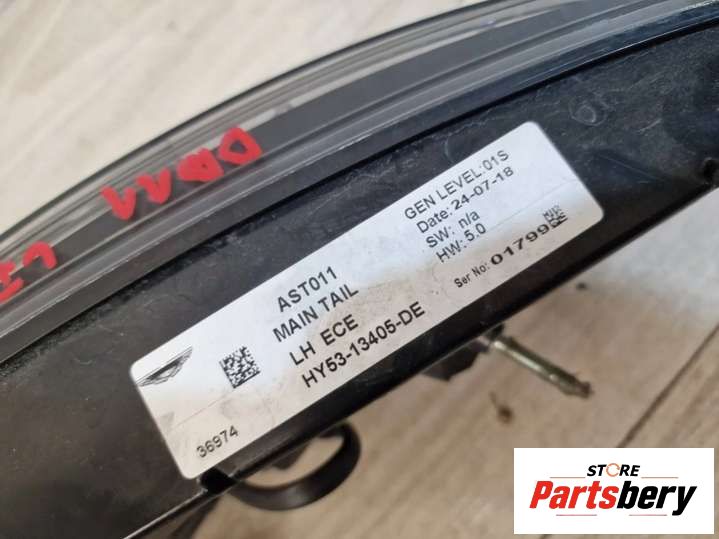 DB11
AST011
MAIN TAIL
LH ECE
HY53-13405-DE
36974
GEN LEVEL:01S
Date: 24-07-18
SW: n/a
HW: 5.0
Ser No: 01799
STORE
Partsbery